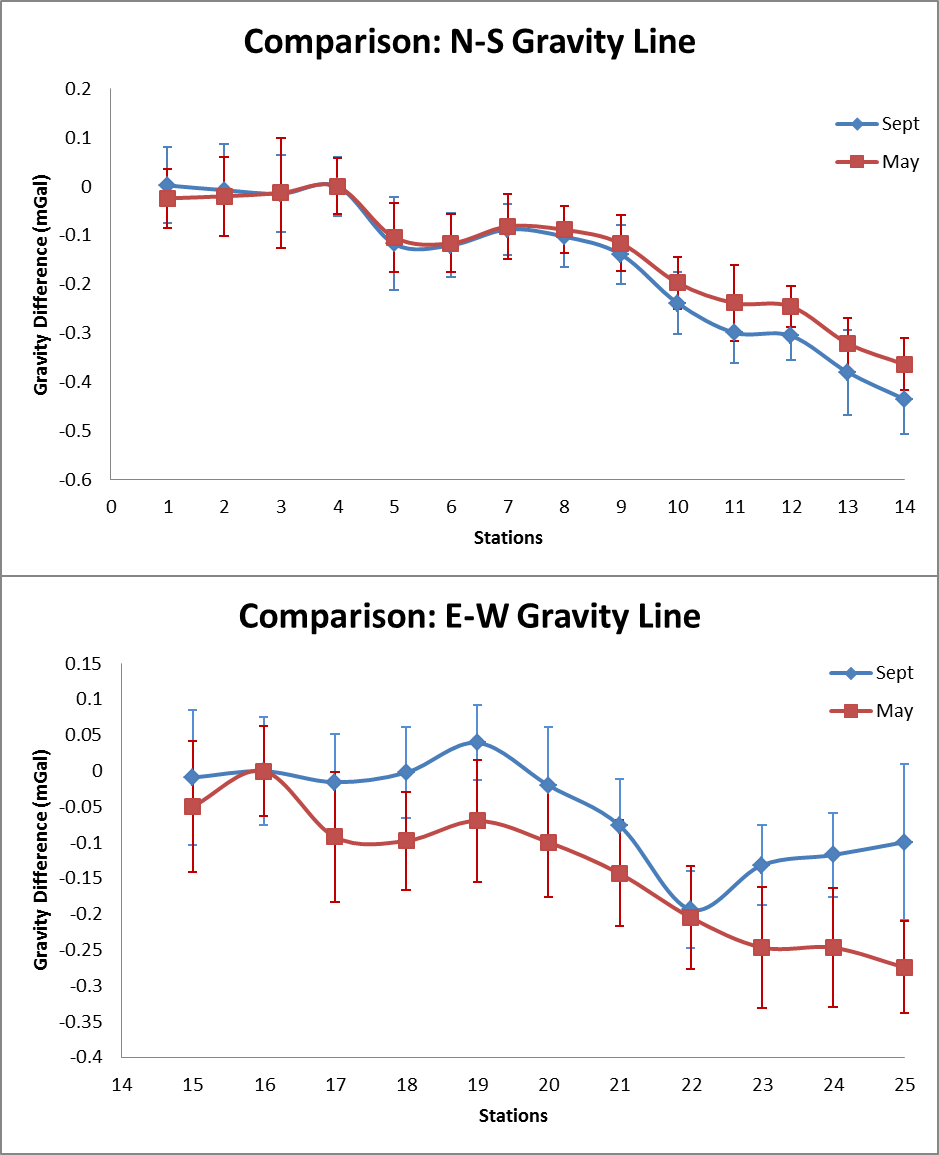 Comparison: N-S Gravity Line
Sept
May
Gravity Difference (mGal)
0.2
0.1
0
-0.1
-0.2
-0.3
-0.4
-0.5
-0.6
0 1 2 3 4 5 6 7 8 9 10 11 12 13 14
Stations
Comparison: E-W Gravity Line
Sept
May
Gravity Difference (mGal)
0.15
0.1
0.05
0
-0.05
-0.1
-0.15
-0.2
-0.25
-0.3
-0.35
-0.4
14 15 16 17 18 19 20 21 22 23 24 25
Stations